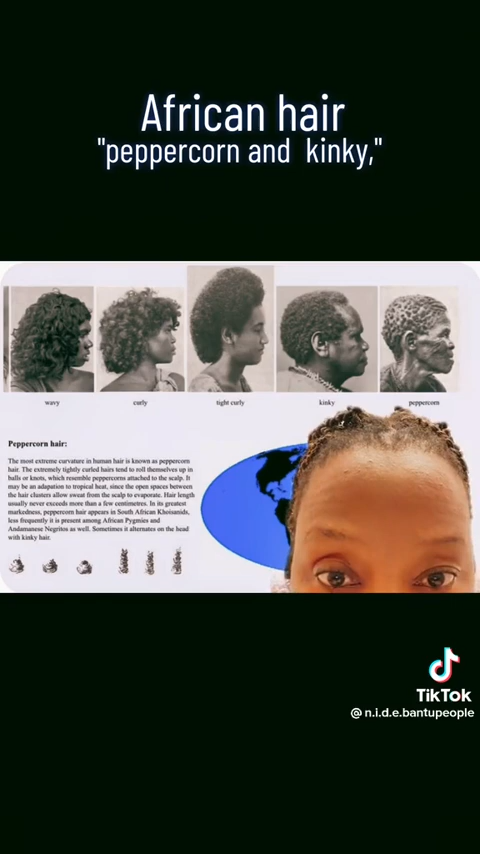 African hair
"peppercorn and kinky,"
wavy
curly
tight curly
kinky
peppercorn
Peppercorn hair:
The most extreme curvature in human hair is known as peppercorn
hair. The extremely tightly curled hairs tend to roll themselves up in
balls or knots, which resemble peppercorns attached to the scalp. It
may be an adapation to tropical heat, since the open spaces between
the hair clusters allow sweat from the scalp to evaporate. Hair length
usually never exceeds more than a few centimetres. In its greatest
markedness, peppercorn hair appears in South African Khoisanids,
less frequently it is present among African Pygmies and
Andamanese Negritos as well. Sometimes it alternates on the head
with kinky hair.
TikTok
@ n.i.d.e.bantupeople